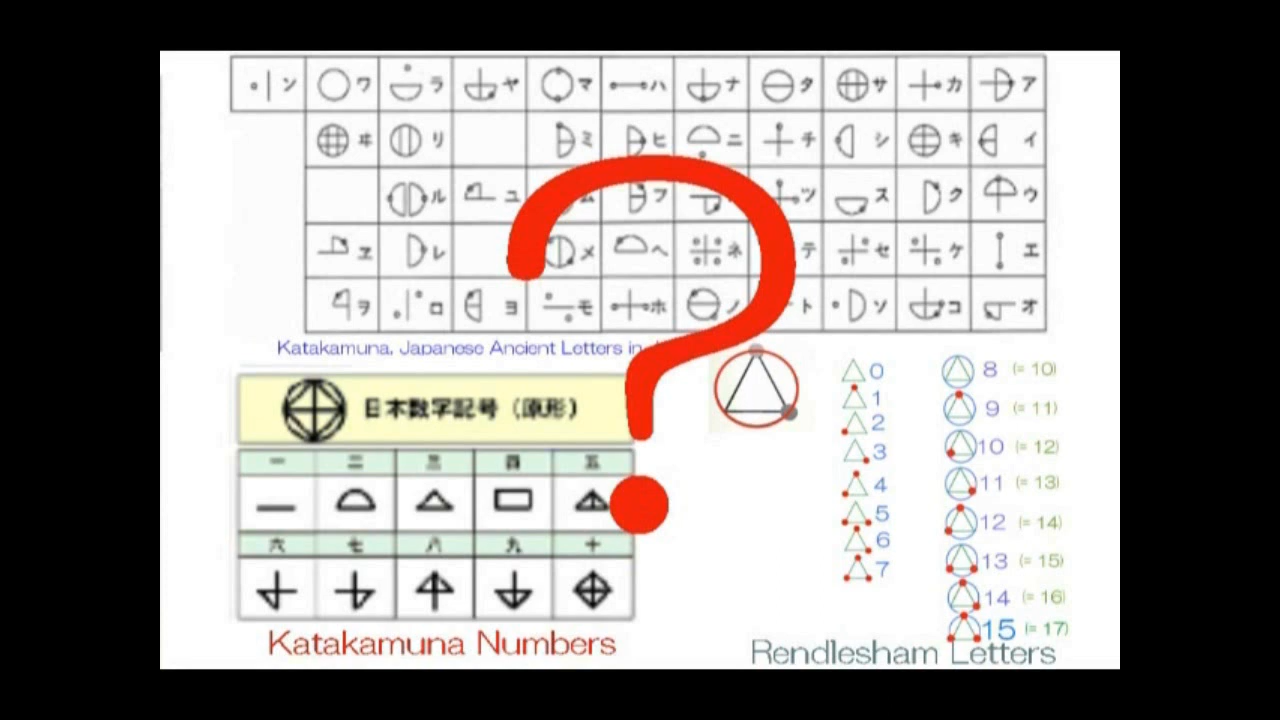 ン ワ ラ ヤ マ ハ ナ タ サ カ ア
ヰ リ ミ ヒ ニ チ シ キ イ
ル ユ ム フ ツ ス ク ウ
ヱ レ メ ヘ ネ テ セ ケ エ
ヲ ロ ヨ モ ホ ノ ト ソ コ オ
Katakamuna, Japanese Ancient Letters in
日本数字記号（原形）
一 二 三 四 五
六 七 八 九 十
Katakamuna Numbers
0 8 (= 10)
1 9 (= 11)
2 10 (= 12)
3 11 (= 13)
4 12 (= 14)
5 13 (= 15)
6 14 (= 16)
7 15 (= 17)
Rendlesham Letters
?